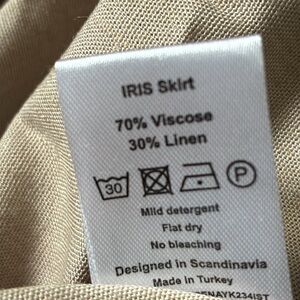 IRIS Skirt
70% Viscose
30% Linen
30 P
Mild detergent
Flat dry
No bleaching
Designed in Scandinavia
Made in Turkey